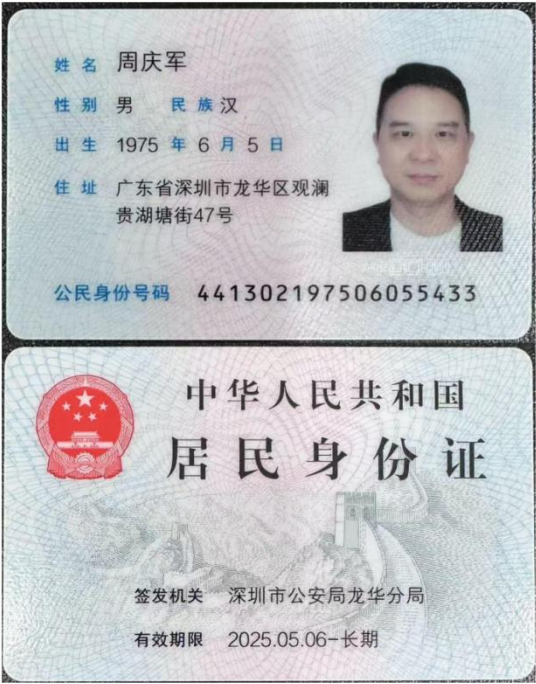 姓名 周庆军
性别 男 民族 汉
出生 1975 年 6 月 5 日
住址 广东省深圳市龙华区观澜
贵湖塘街47号
公民身份号码 441302197506055433
中华人民共和国
居民身份证
签发机关 深圳市公安局龙华分局
有效期限 2025.05.06-长期